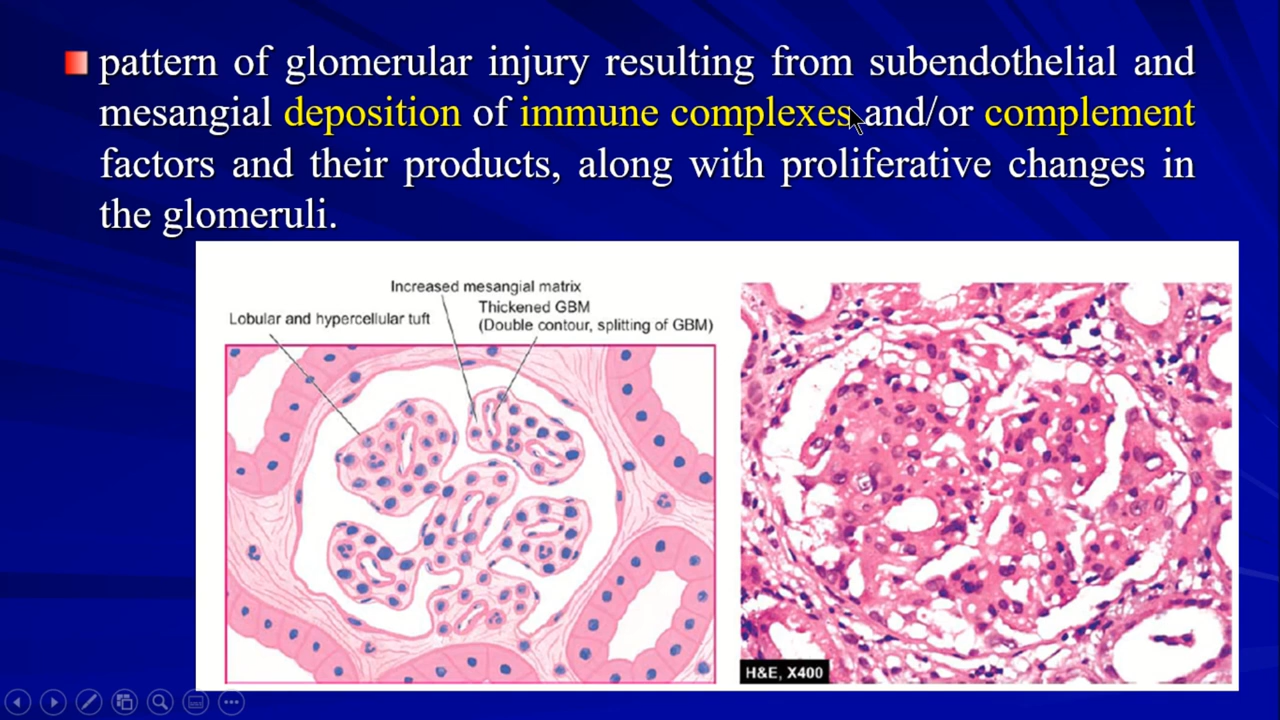 pattern of glomerular injury resulting from subendothelial and
mesangial deposition of immune complexes and/or complement
factors and their products, along with proliferative changes in
the glomeruli.
Increased mesangial matrix
Thickened GBM
(Double contour, splitting of GBM)
Lobular and hypercellular tuft
H&E, X400